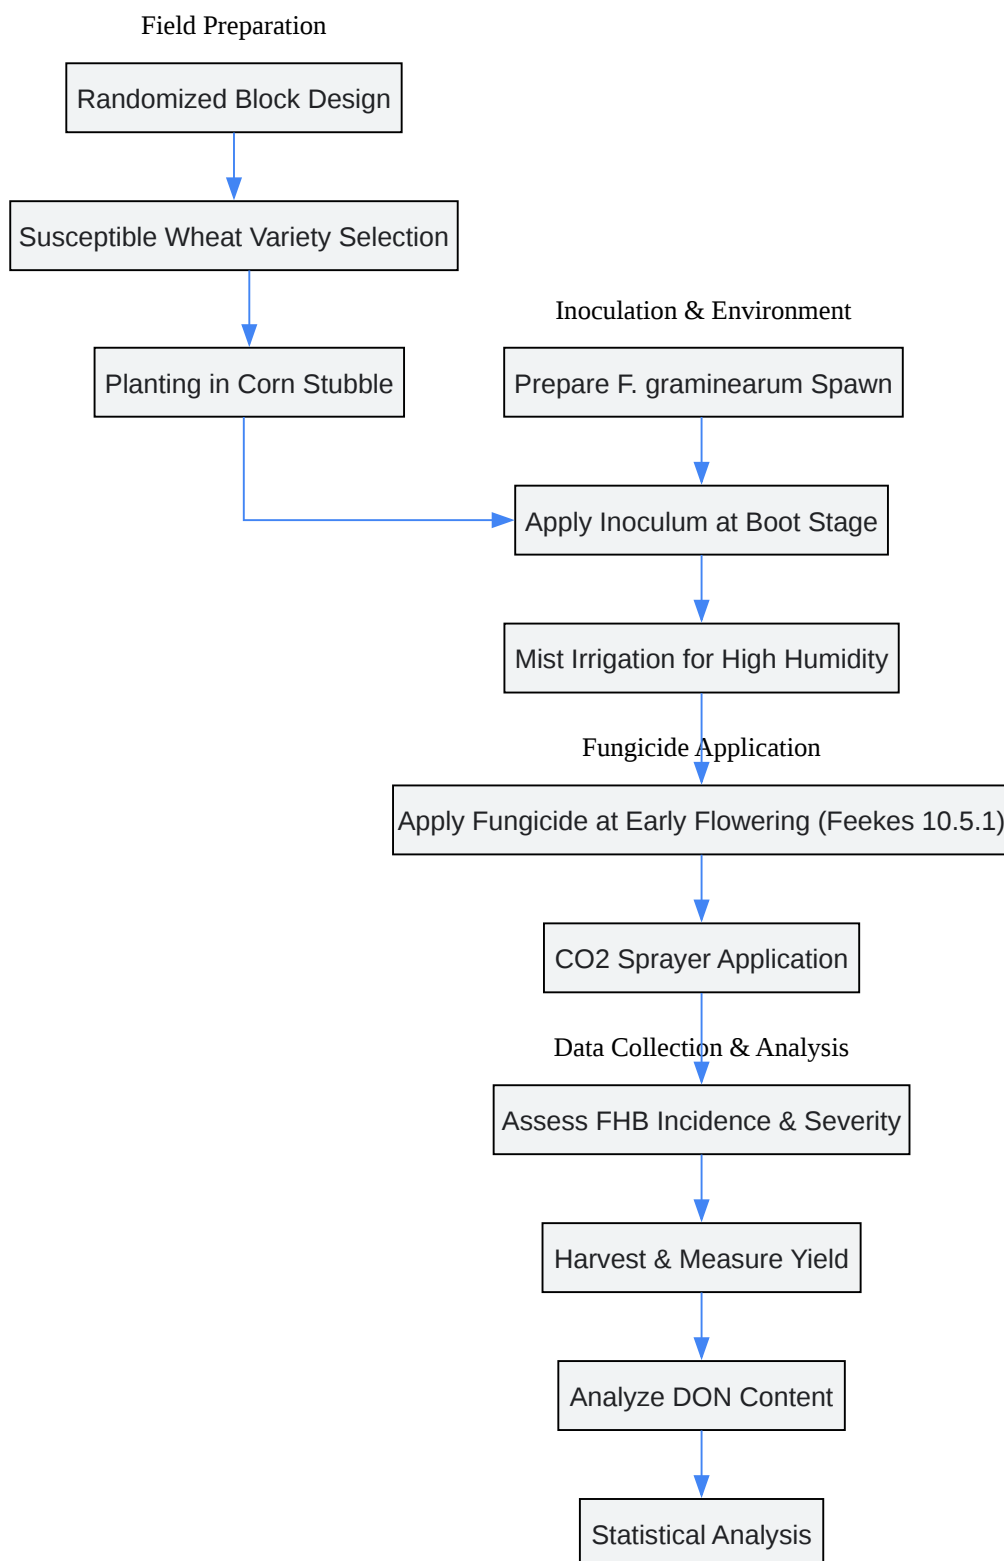 Field Preparation
Randomized Block Design
Susceptible Wheat Variety Selection
Planting in Corn Stubble
Inoculation & Environment
Prepare F. graminearum Spawn
Apply Inoculum at Boot Stage
Mist Irrigation for High Humidity
Fungicide Application
Apply Fungicide at Early Flowering (Feekes 10.5.1)
CO2 Sprayer Application
Data Collection & Analysis
Assess FHB Incidence & Severity
Harvest & Measure Yield
Analyze DON Content
Statistical Analysis